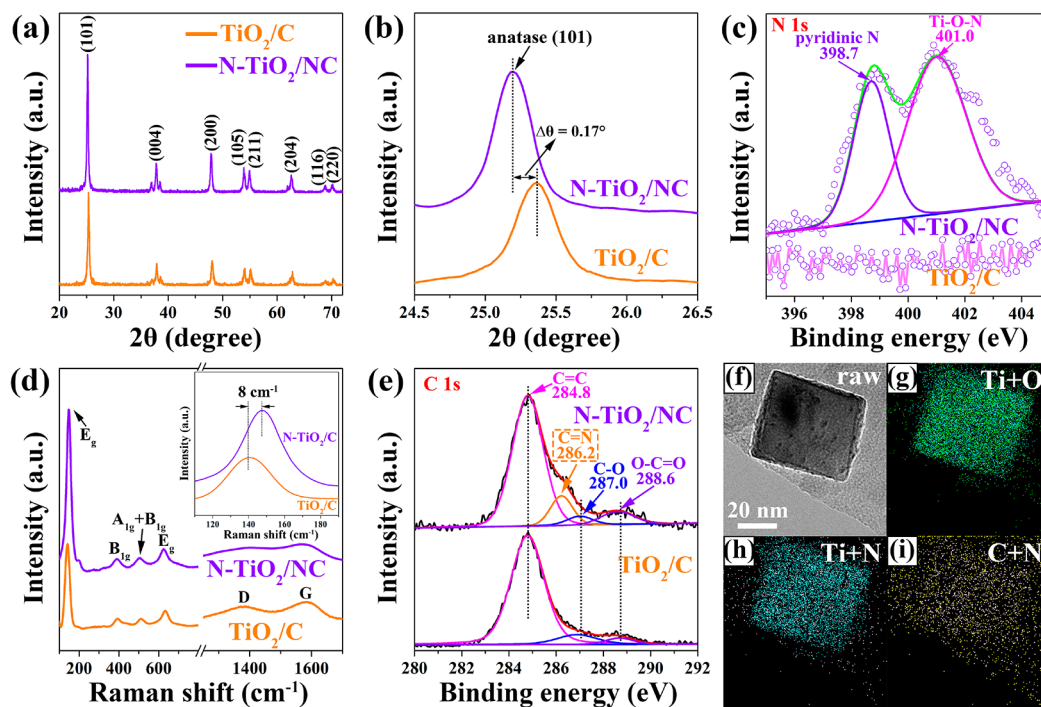 (a)
TiO2/C
N-TiO2/NC
(101)
(004)
(200)
(105)
(211)
(204)
(116)
(220)
Intensity (a.u.)
20 30 40 50 60 70
2θ (degree)
(b)
anatase (101)
Δθ = 0.17°
N-TiO2/NC
TiO2/C
Intensity (a.u.)
24.5 25.0 25.5 26.0 26.5
2θ (degree)
(c)
N 1s
pyridinic N
398.7
Ti-O-N
401.0
N-TiO2/NC
TiO2/C
Intensity (a.u.)
396 398 400 402 404
Binding energy (eV)
(d)
Eg
A1g+B1g
B1g
Eg
N-TiO2/NC
D
G
TiO2/C
8 cm-1
N-TiO2/C
TiO2/C
Intensity (a.u.)
120 140 160 180
Raman shift (cm-1)
Intensity (a.u.)
200 400 600 1400 1600
Raman shift (cm-1)
(e)
C 1s
C=C
284.8
N-TiO2/NC
C=N
286.2
C-O
287.0
O-C=O
288.6
TiO2/C
Intensity (a.u.)
280 282 284 286 288 290 292
Binding energy (eV)
(f)
raw
20 nm
(g)
Ti+O
(h)
Ti+N
(i)
C+N